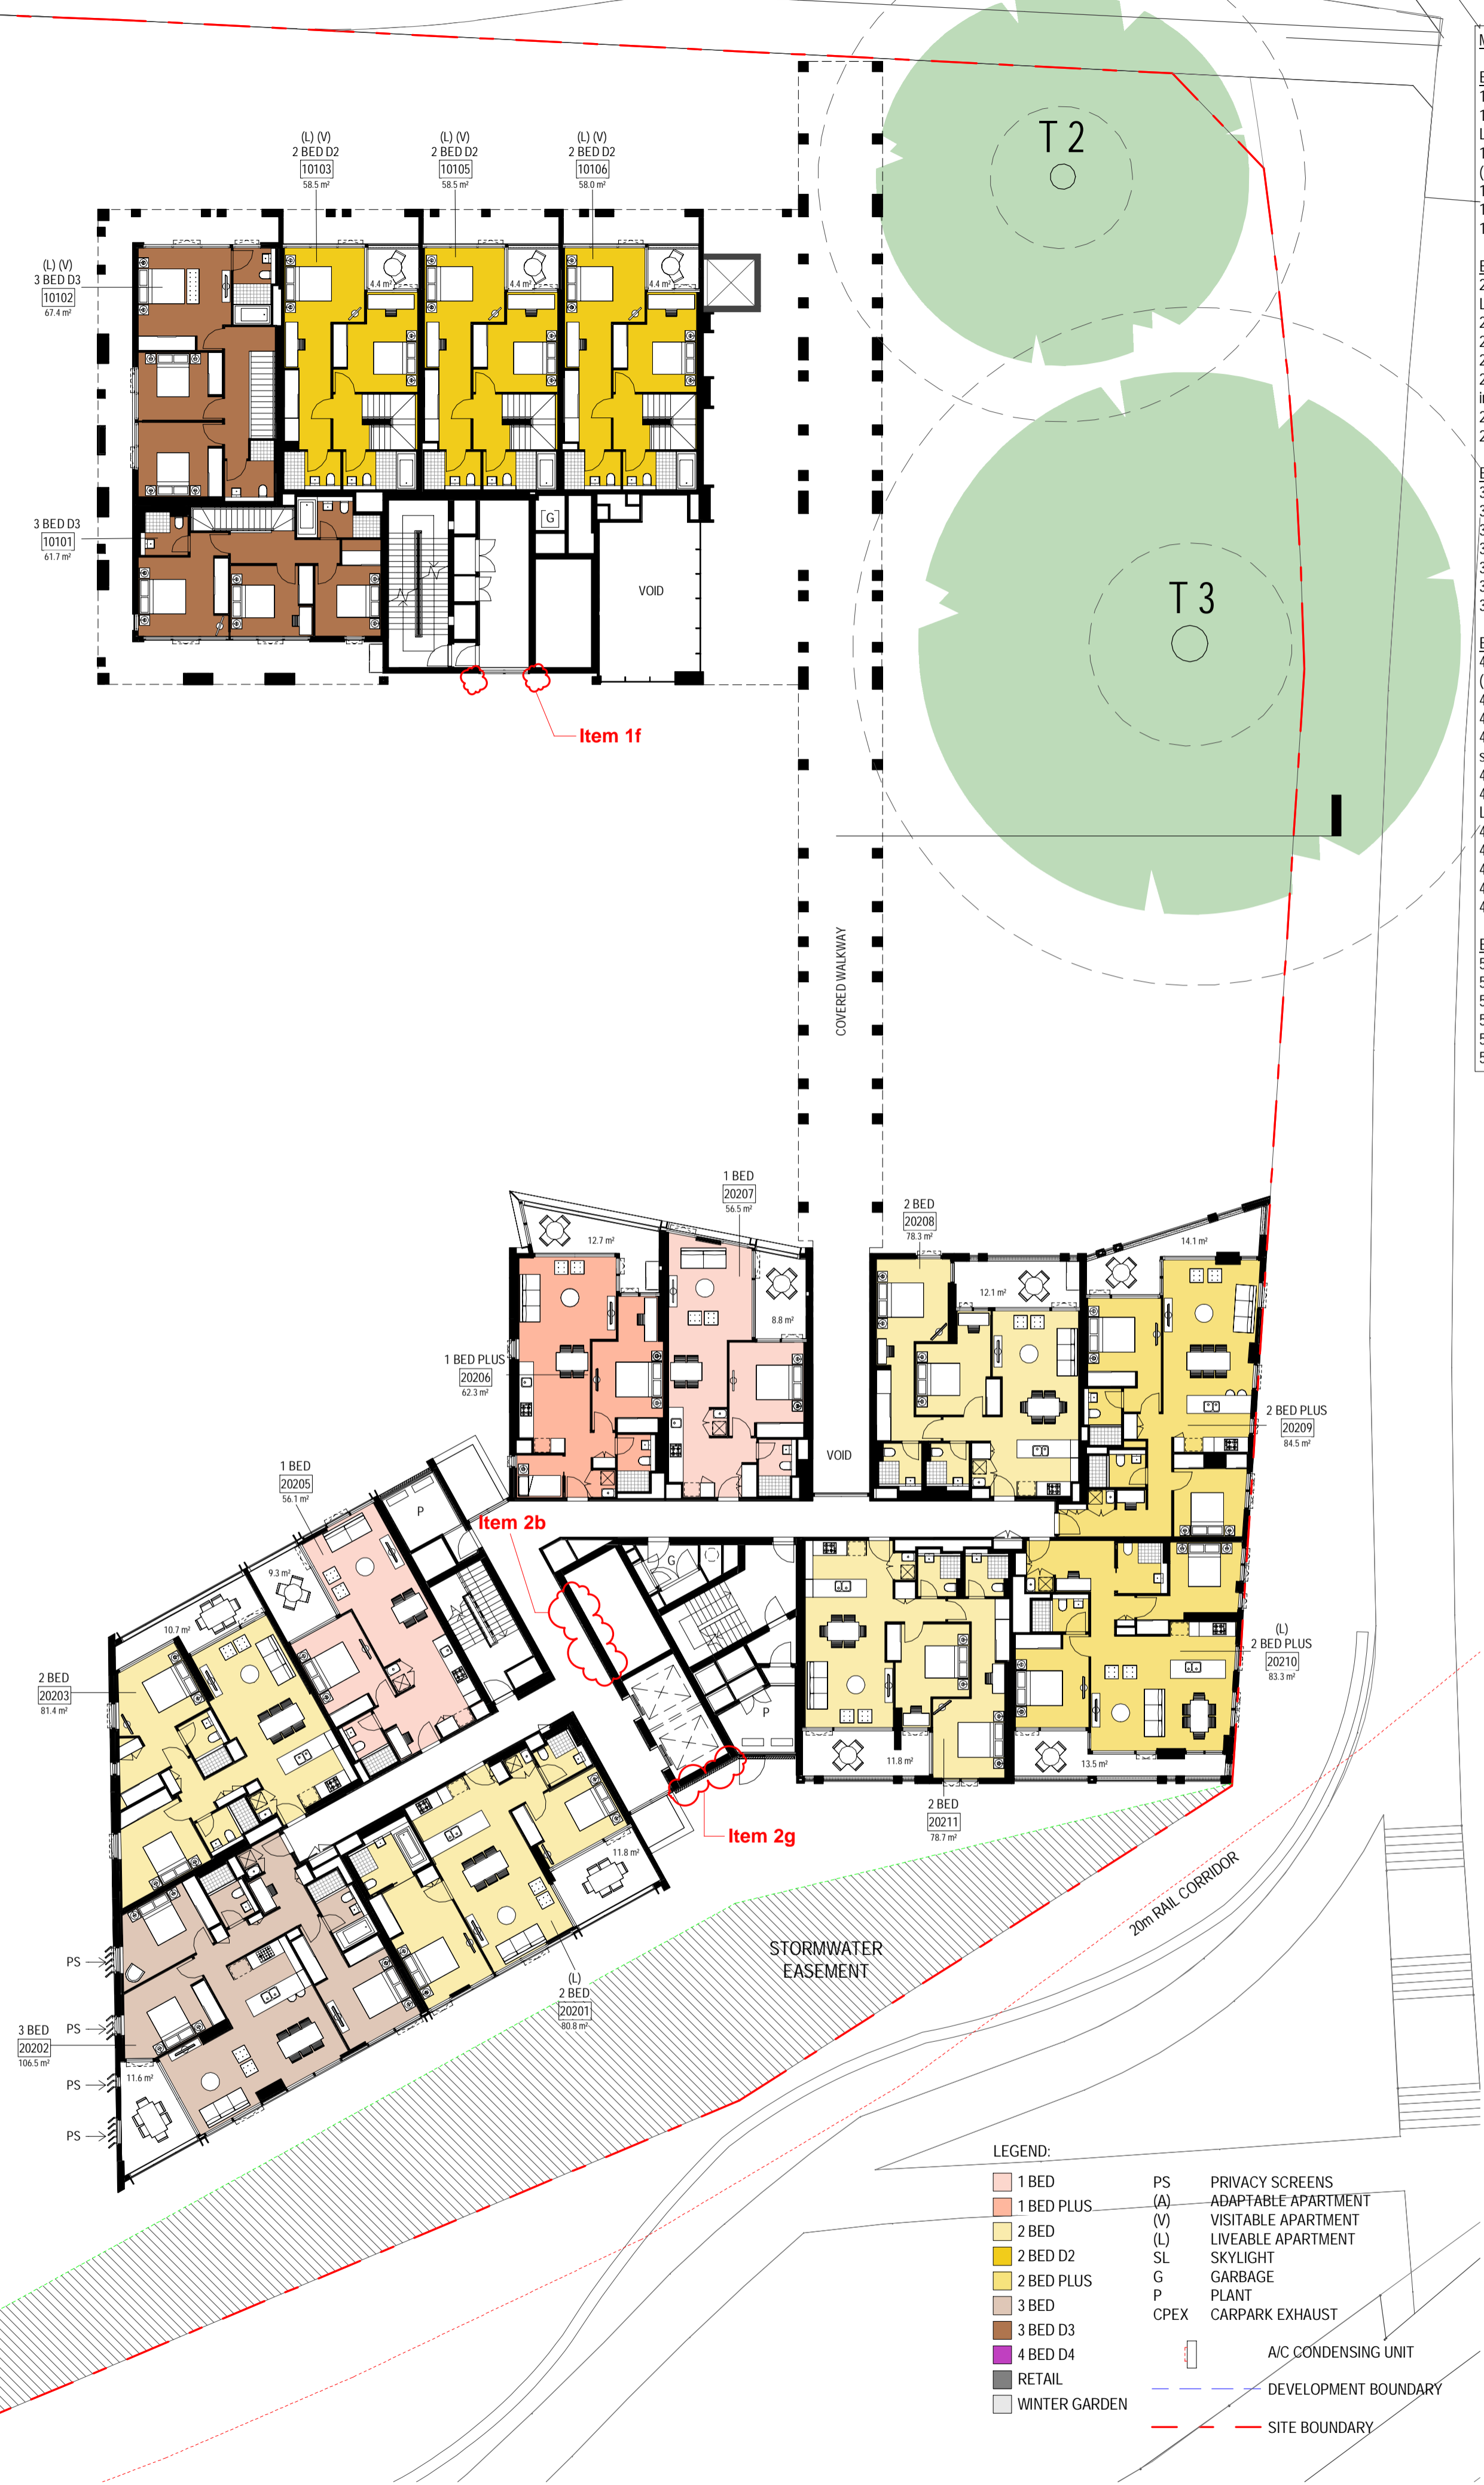 T 2
(L) (V)
2 BED D2
10103
58.5 m²
(L) (V)
2 BED D2
10105
58.5 m²
(L) (V)
2 BED D2
10106
58.0 m²
(L) (V)
3 BED D3
10102
67.4 m²
4.4 m²
4.4 m²
4.4 m²
3 BED D3
10101
61.7 m²
G
VOID
T 3
Item 1f
COVERED WALKWAY
1 BED
20207
56.5 m²
2 BED
20208
78.3 m²
12.7 m²
14.1 m²
12.1 m²
8.8 m²
1 BED PLUS
20206
62.3 m²
2 BED PLUS
20209
84.5 m²
VOID
1 BED
20205
56.1 m²
P
Item 2b
G
9.3 m²
10.7 m²
2 BED
20203
81.4 m²
(L)
2 BED PLUS
20210
83.3 m²
P
11.8 m²
13.5 m²
2 BED
20211
78.7 m²
Item 2g
11.8 m²
20m RAIL CORRIDOR
STORMWATER
EASEMENT
PS
(L)
2 BED
20201
80.8 m²
3 BED
20202
106.5 m²
PS
11.6 m²
PS
PS
LEGEND:
1 BED
1 BED PLUS
2 BED
2 BED D2
2 BED PLUS
3 BED
3 BED D3
4 BED D4
RETAIL
WINTER GARDEN
PS PRIVACY SCREENS
(A) ADAPTABLE APARTMENT
(V) VISITABLE APARTMENT
(L) LIVEABLE APARTMENT
SL SKYLIGHT
G GARBAGE
P PLANT
CPEX CARPARK EXHAUST
A/C CONDENSING UNIT
DEVELOPMENT BOUNDARY
SITE BOUNDARY